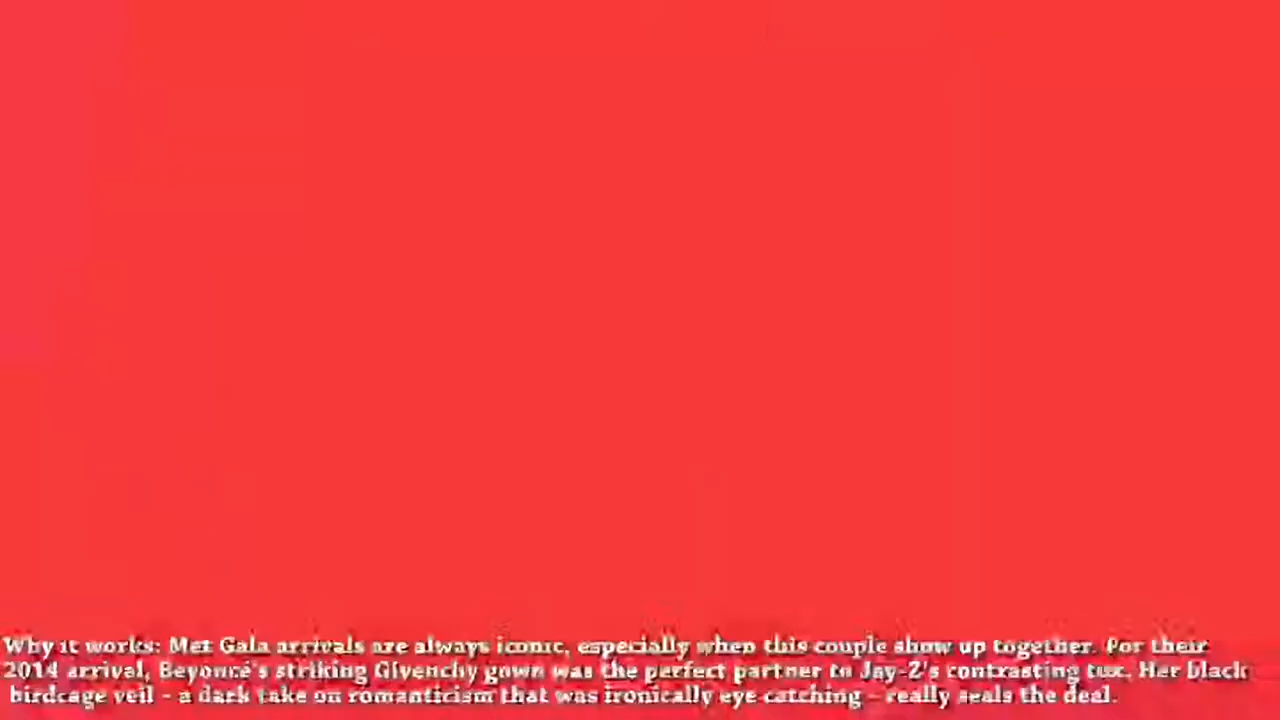 Why it works: Met Gala arrivals are always iconic, especially when this couple show up together. For their
2014 arrival, Beyoncé's striking Givenchy gown was the perfect partner to Jay-Z's contrasting tux. Her black
birdcage veil - a dark take on romanticism that was ironically eye catching - really seals the deal.